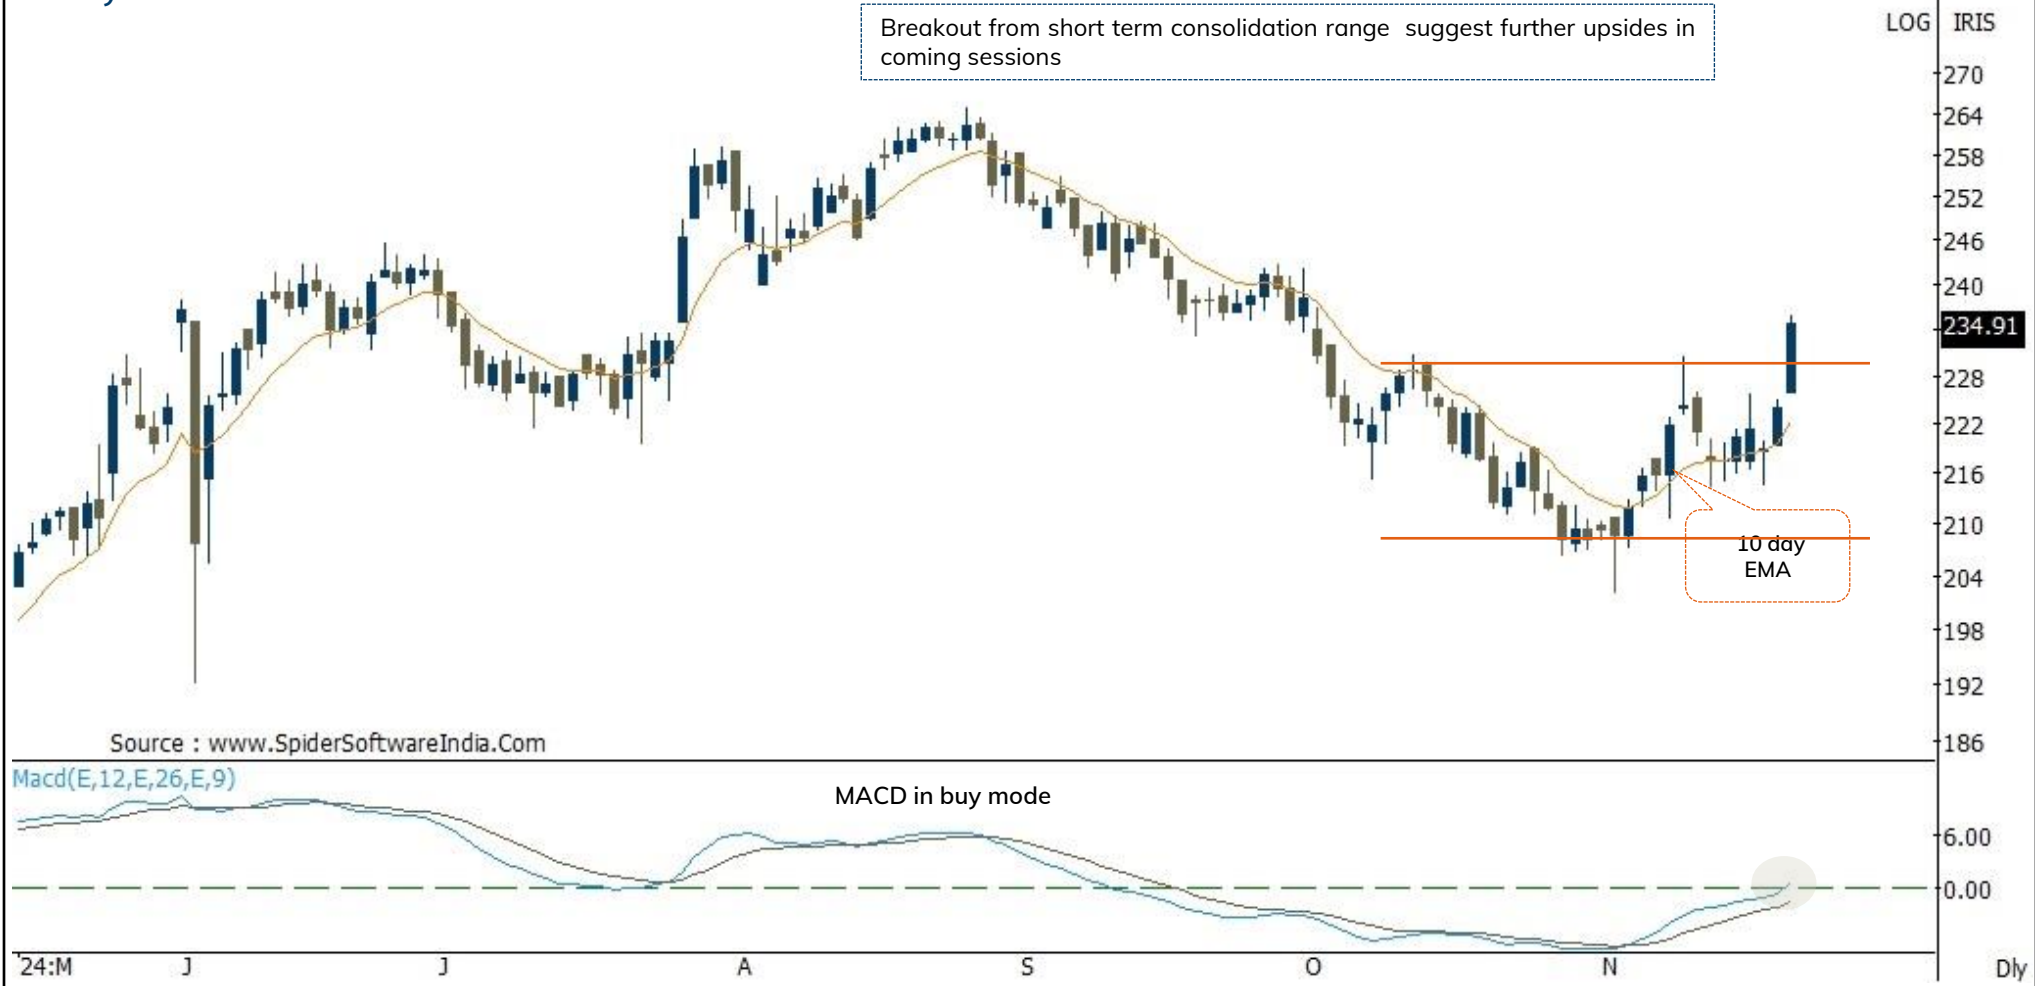 Breakout from short term consolidation range  suggest further upsides in
coming sessions
LOG
IRIS
270
264
258
252
246
240
234.91
228
222
216
210
204
198
192
186
10 day
EMA
Source : www.SpiderSoftwareIndia.Com
Macd(E,12,E,26,E,9)
MACD in buy mode
6.00
0.00
'24:M
J
J
A
S
O
N
Dly